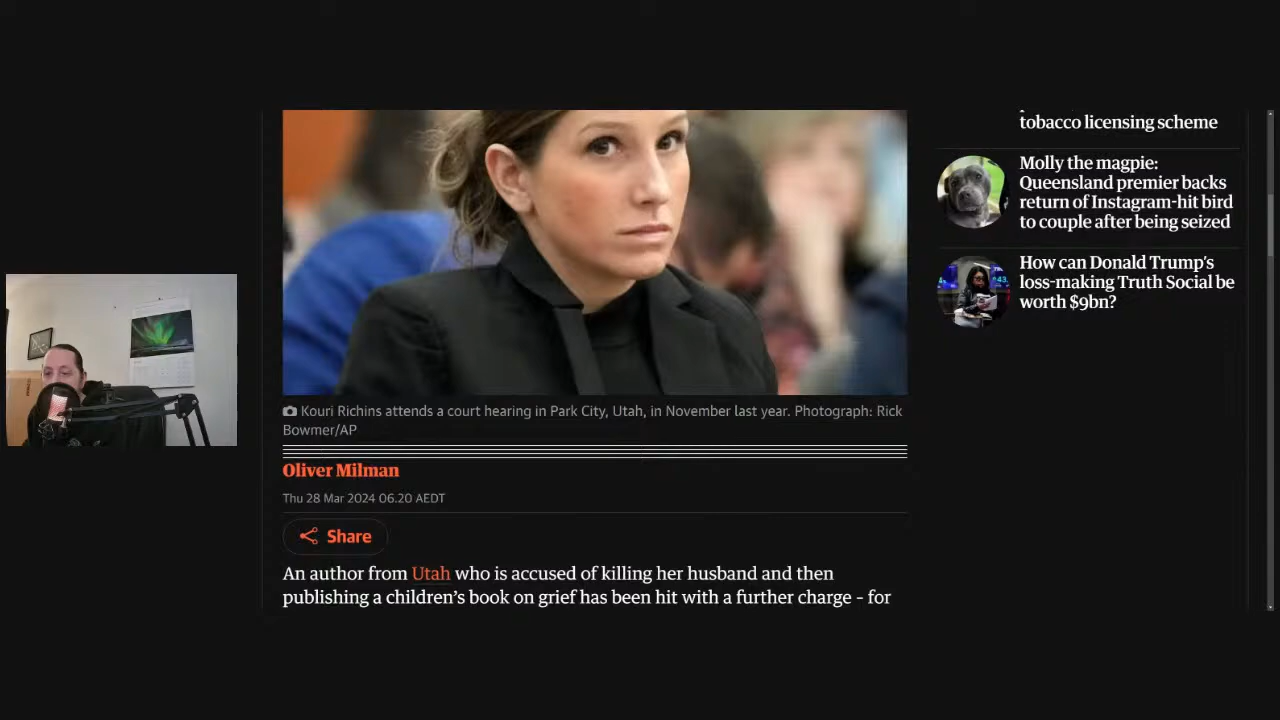 Kouri Richins attends a court hearing in Park City, Utah, in November last year. Photograph: Rick
Bowmer/AP
Oliver Milman
Thu 28 Mar 2024 06.20 AEDT
Share
An author from Utah who is accused of killing her husband and then
publishing a children’s book on grief has been hit with a further charge – for
tobacco licensing scheme
Molly the magpie:
Queensland premier backs
return of Instagram-hit bird
to couple after being seized
How can Donald Trump’s
loss-making Truth Social be
worth $9bn?